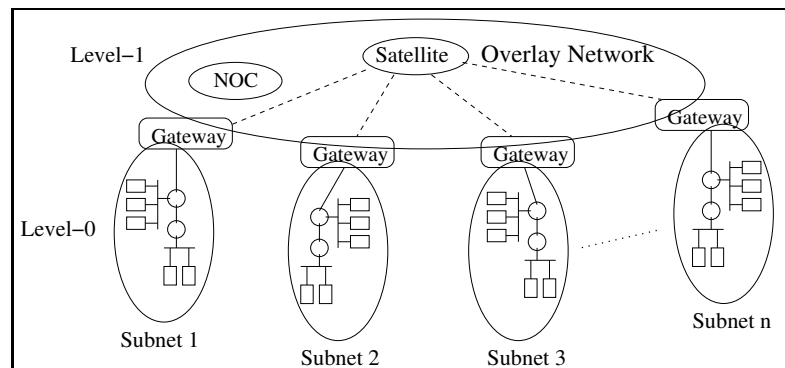 Level−1
Satellite
Overlay Network
NOC
Gateway
Gateway
Gateway
Gateway
Level−0
Subnet 1
Subnet 2
Subnet 3
Subnet n